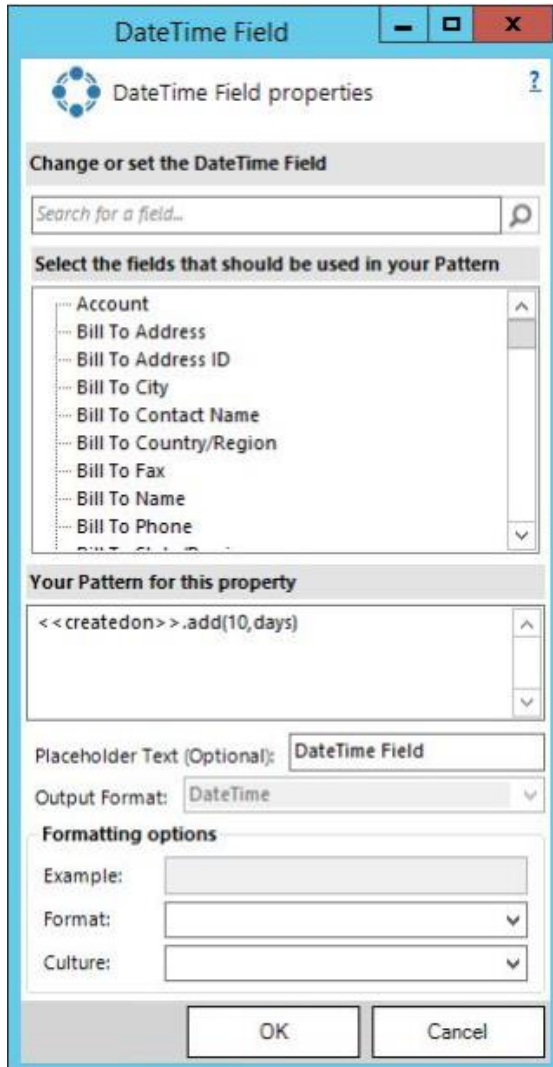 DateTime Field
DateTime Field properties
?
Change or set the DateTime Field
Search for a field...
Select the fields that should be used in your Pattern
Account
Bill To Address
Bill To Address ID
Bill To City
Bill To Contact Name
Bill To Country/Region
Bill To Fax
Bill To Name
Bill To Phone
Your Pattern for this property
<<createdon>>.add(10,days)
Placeholder Text (Optional): DateTime Field
Output Format: DateTime
Formatting options
Example:
Format:
Culture:
OK Cancel